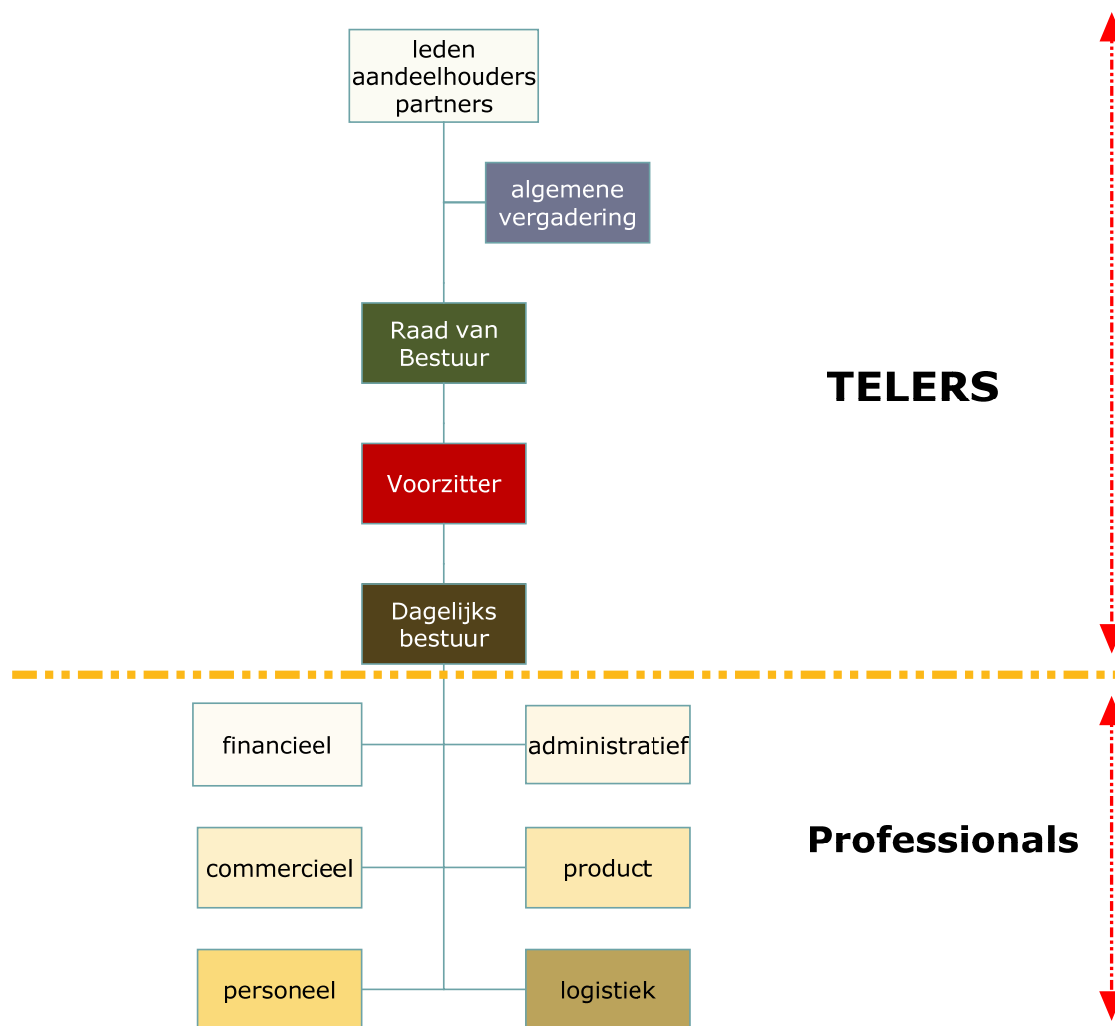 leden
aandeelhouders
partners
algemene
vergadering
Raad van
Bestuur
TELERS
Voorzitter
Dagelijks
bestuur
financieel
administratief
commercieel
product
Professionals
personeel
logistiek